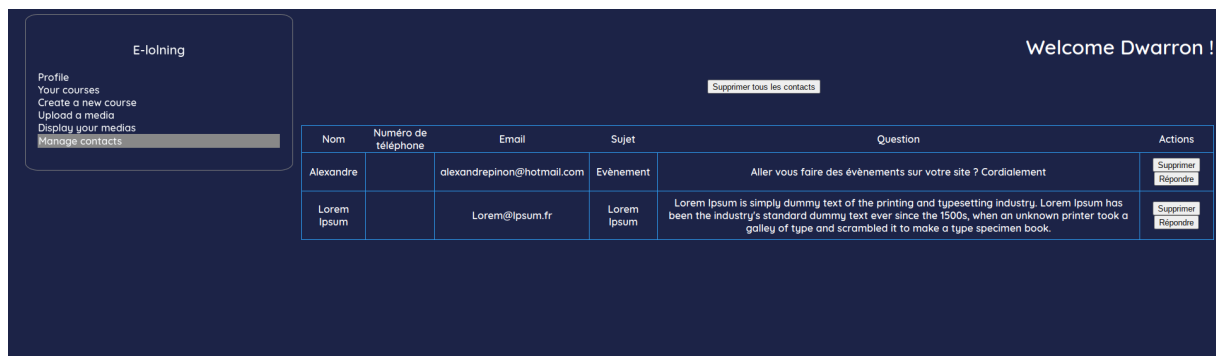 E-lolning
Profile
Your courses
Create a new course
Upload a media
Display your medias
Manage contacts
Welcome Dwarron !
Supprimer tous les contacts
Nom
Numéro de
téléphone
Email
Sujet
Question
Actions
Alexandre
alexandrepinon@hotmail.com
Evènement
Aller vous faire des évènements sur votre site ? Cordialement
Supprimer
Répondre
Lorem
Ipsum
Lorem@Ipsum.fr
Lorem
Ipsum
Lorem Ipsum is simply dummy text of the printing and typesetting industry. Lorem Ipsum has
been the industry's standard dummy text ever since the 1500s, when an unknown printer took a
galley of type and scrambled it to make a type specimen book.
Supprimer
Répondre